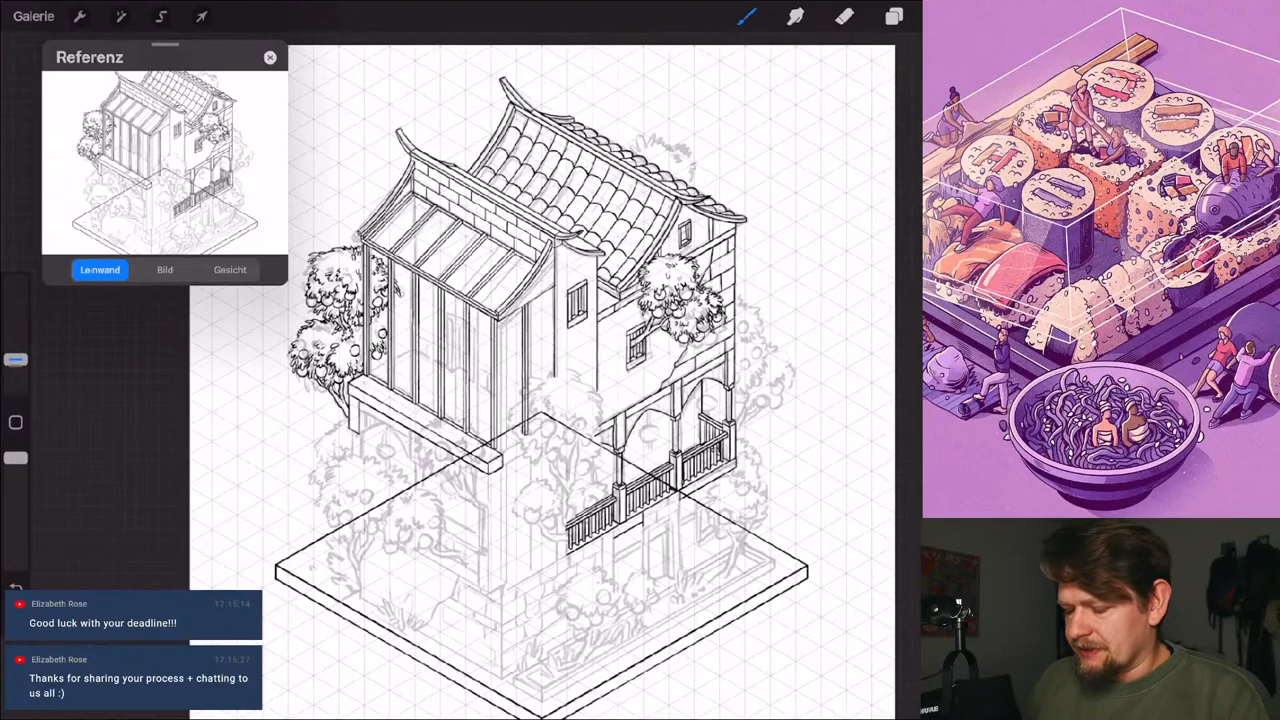 Galerie
Referenz
Leinwand
Bild
Gesicht
Elizabeth Rose
17:15:14
Good luck with your deadline!!!
Elizabeth Rose
17:15:27
Thanks for sharing your process + chatting to
us all :)